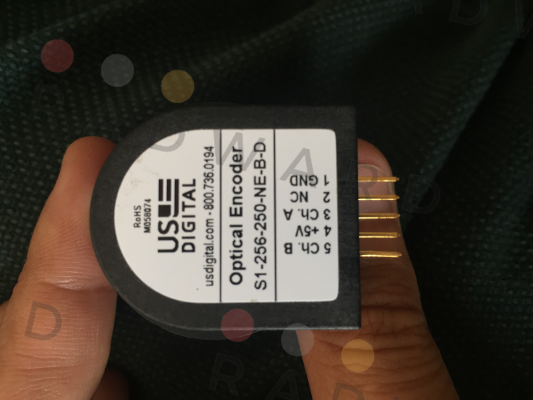 RoHS
M058074
US
DIGITAL
usdigital.com - 800.736.0194
Optical Encoder
S1-256-250-NE-B-D
5 Ch. B
4 +5V
3 Ch. A
2 NC
1 GND